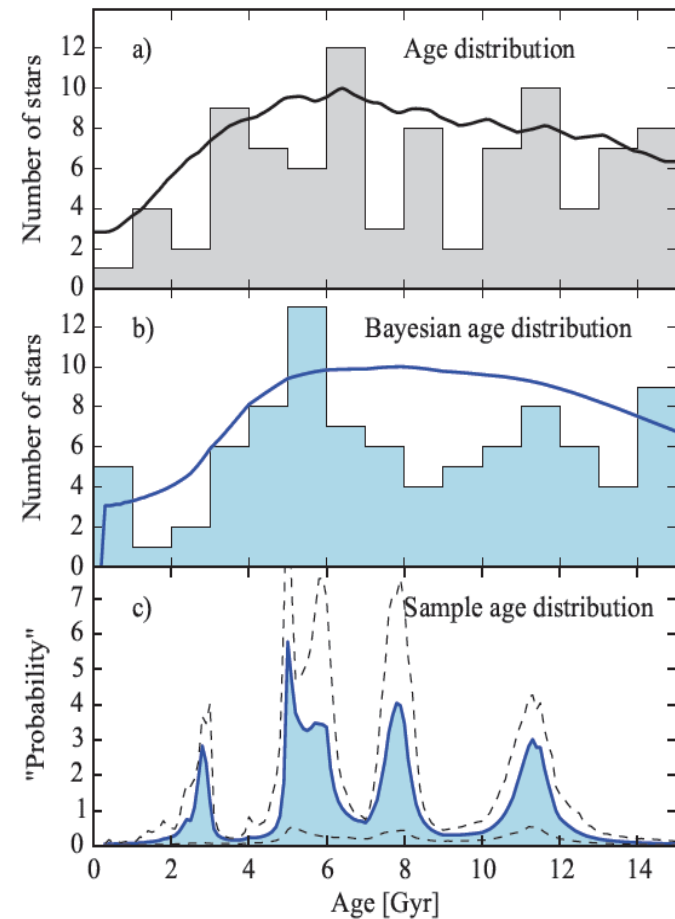 a) Age distribution
Number of stars
12
10
8
6
4
2
0
b) Bayesian age distribution
Number of stars
12
10
8
6
4
2
0
c) Sample age distribution
"Probability"
7
6
5
4
3
2
1
0
0 2 4 6 8 10 12 14
Age [Gyr]